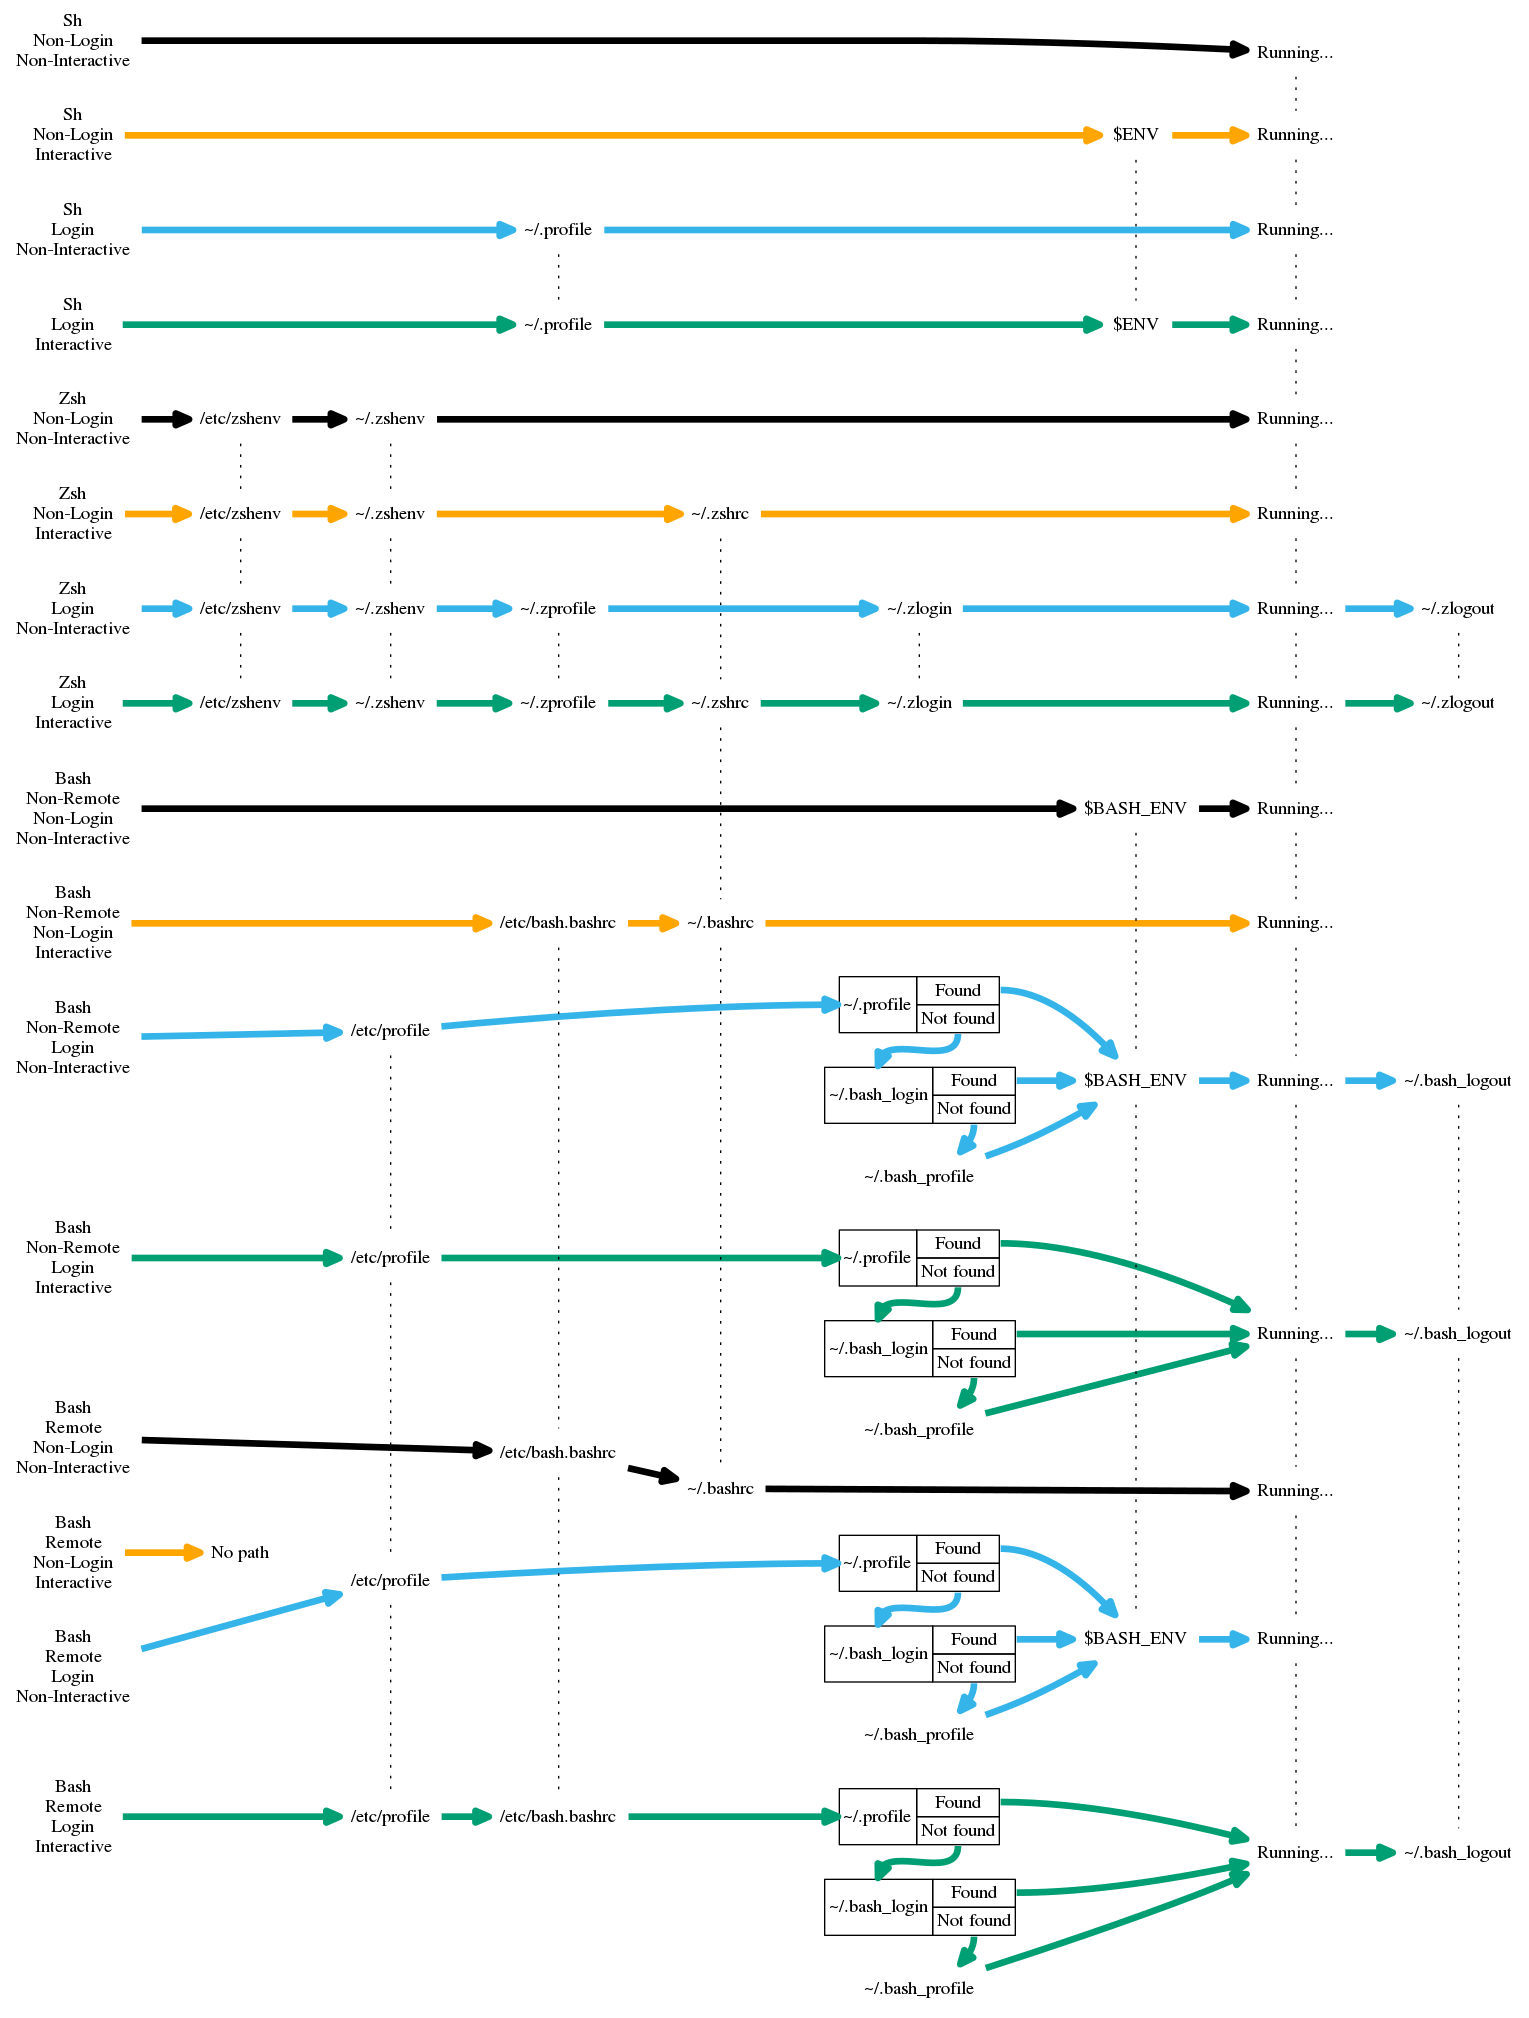 Sh
Non-Login
Non-Interactive
Running...
Sh
Non-Login
Interactive
$ENV
Running...
Sh
Login
Non-Interactive
~/.profile
Running...
Sh
Login
Interactive
~/.profile
$ENV
Running...
Zsh
Non-Login
Non-Interactive
/etc/zshenv
~/.zshenv
Running...
Zsh
Non-Login
Interactive
/etc/zshenv
~/.zshenv
~/.zshrc
Running...
Zsh
Login
Non-Interactive
/etc/zshenv
~/.zshenv
~/.zprofile
~/.zlogin
Running...
~/.zlogout
Zsh
Login
Interactive
/etc/zshenv
~/.zshenv
~/.zprofile
~/.zshrc
~/.zlogin
Running...
~/.zlogout
Bash
Non-Remote
Non-Login
Non-Interactive
$BASH_ENV
Running...
Bash
Non-Remote
Non-Login
Interactive
/etc/bash.bashrc
~/.bashrc
Running...
Bash
Non-Remote
Login
Non-Interactive
/etc/profile
~/.profile
Found
Not found
~/.bash_login
Found
Not found
~/.bash_profile
$BASH_ENV
Running...
~/.bash_logout
Bash
Non-Remote
Login
Interactive
/etc/profile
~/.profile
Found
Not found
~/.bash_login
Found
Not found
~/.bash_profile
Running...
~/.bash_logout
Bash
Remote
Non-Login
Non-Interactive
/etc/bash.bashrc
~/.bashrc
Running...
Bash
Remote
Non-Login
Interactive
No path
Bash
Remote
Login
Non-Interactive
/etc/profile
~/.profile
Found
Not found
~/.bash_login
Found
Not found
~/.bash_profile
$BASH_ENV
Running...
Bash
Remote
Login
Interactive
/etc/profile
/etc/bash.bashrc
~/.profile
Found
Not found
~/.bash_login
Found
Not found
~/.bash_profile
Running...
~/.bash_logout